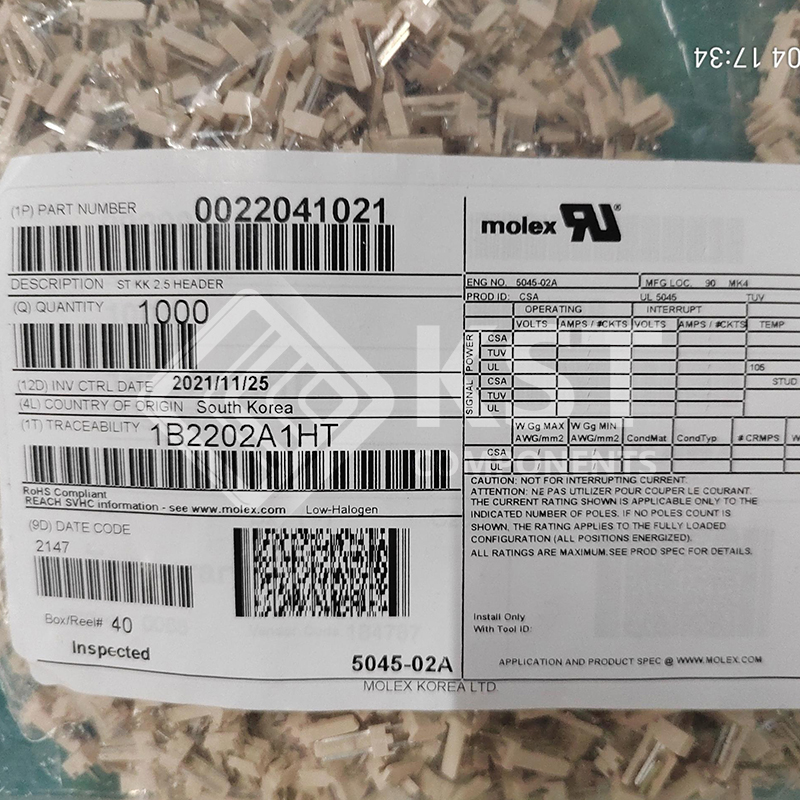 04 17:34
(1P) PART NUMBER 0022041021
DESCRIPTION ST KK 2.5 HEADER
(Q) QUANTITY 1000
(12D) INV CTRL DATE 2021/11/25
(4L) COUNTRY OF ORIGIN South Korea
(1T) TRACEABILITY 1B2202A1HT
RoHS Compliant
REACH SVHC information - see www.molex.com Low-Halogen
(9D) DATE CODE
2147
Box/Reel# 40
Inspected
5045-02A
MOLEX KOREA LTD
molex ®
ENG NO. 5045-02A MFG LOC. 90 MK4
PROD ID: CSA UL 5045 TUV
OPERATING INTERRUPT
VOLTS AMPS / #CKTS VOLTS AMPS / #CKTS TEMP
POWER
CSA
TUV
UL 105
SIGNAL
CSA STUD
TUV
UL
W Gg MAX W Gg MIN
AWG/mm2 AWG/mm2 CondMat CondTyp # CRMPS W
CSA / /
UL / /
CAUTION: NOT FOR INTERRUPTING CURRENT.
ATTENTION: NE PAS UTILIZER POUR COUPER LE COURANT.
THE CURRENT RATING SHOWN IS APPLICABLE ONLY TO THE
INDICATED NUMBER OF POLES. IF NO POLES COUNT IS
SHOWN, THE RATING APPLIES TO THE FULLY LOADED
CONFIGURATION (ALL POSITIONS ENERGIZED).
ALL RATINGS ARE MAXIMUM.SEE PROD SPEC FOR DETAILS.
Install Only
With Tool ID:
APPLICATION AND PRODUCT SPEC @ WWW.MOLEX.COM
KST
COMPONENTS